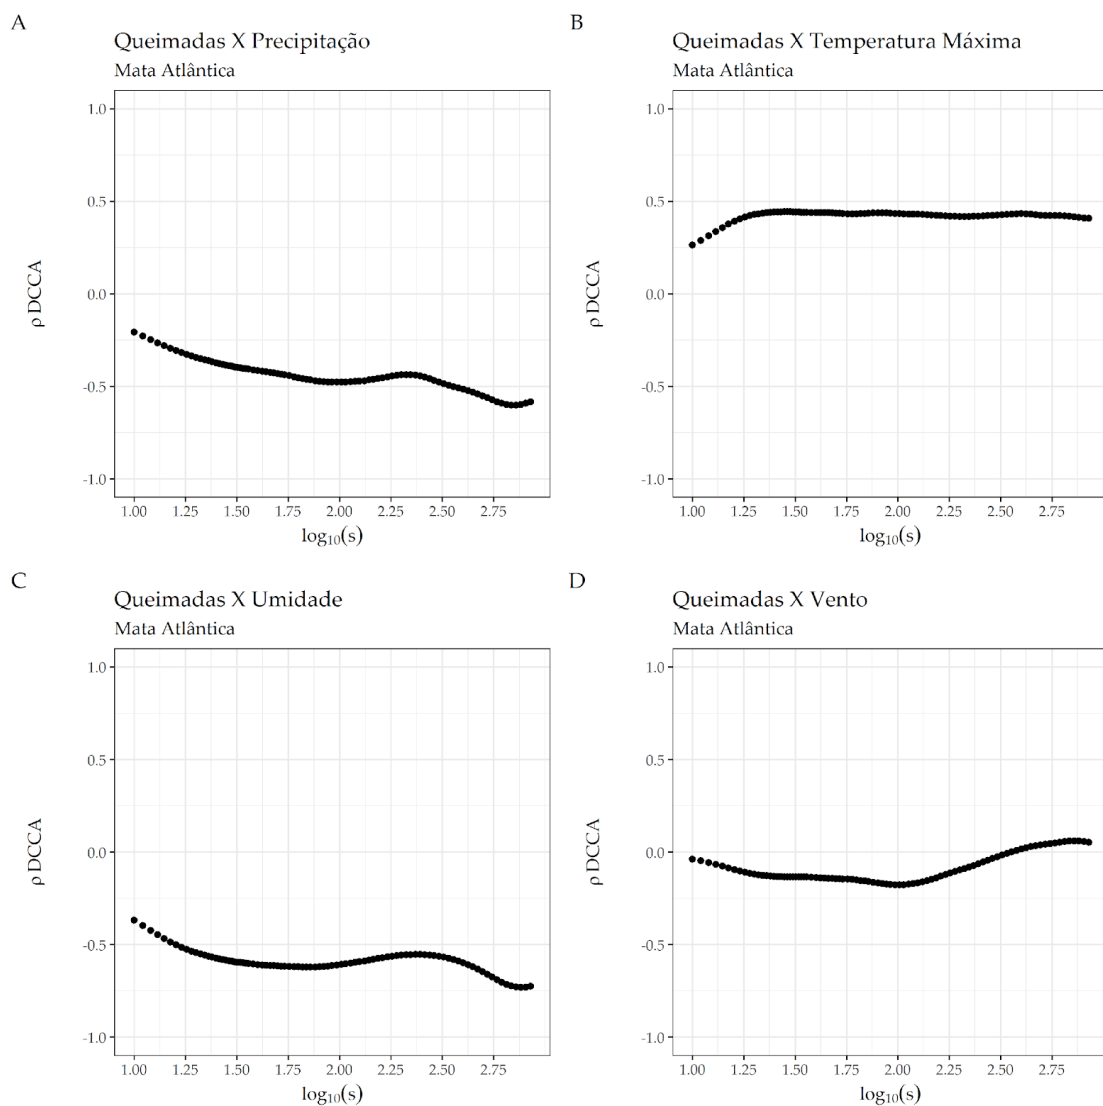 A
Queimadas X Precipitação
Mata Atlântica
1.0
0.5
0.0
-0.5
-1.0
ρ DCCA
1.00 1.25 1.50 1.75 2.00 2.25 2.50 2.75
log₁₀(s)
B
Queimadas X Temperatura Máxima
Mata Atlântica
1.0
0.5
0.0
-0.5
-1.0
ρ DCCA
1.00 1.25 1.50 1.75 2.00 2.25 2.50 2.75
log₁₀(s)
C
Queimadas X Umidade
Mata Atlântica
1.0
0.5
0.0
-0.5
-1.0
ρ DCCA
1.00 1.25 1.50 1.75 2.00 2.25 2.50 2.75
log₁₀(s)
D
Queimadas X Vento
Mata Atlântica
1.0
0.5
0.0
-0.5
-1.0
ρ DCCA
1.00 1.25 1.50 1.75 2.00 2.25 2.50 2.75
log₁₀(s)